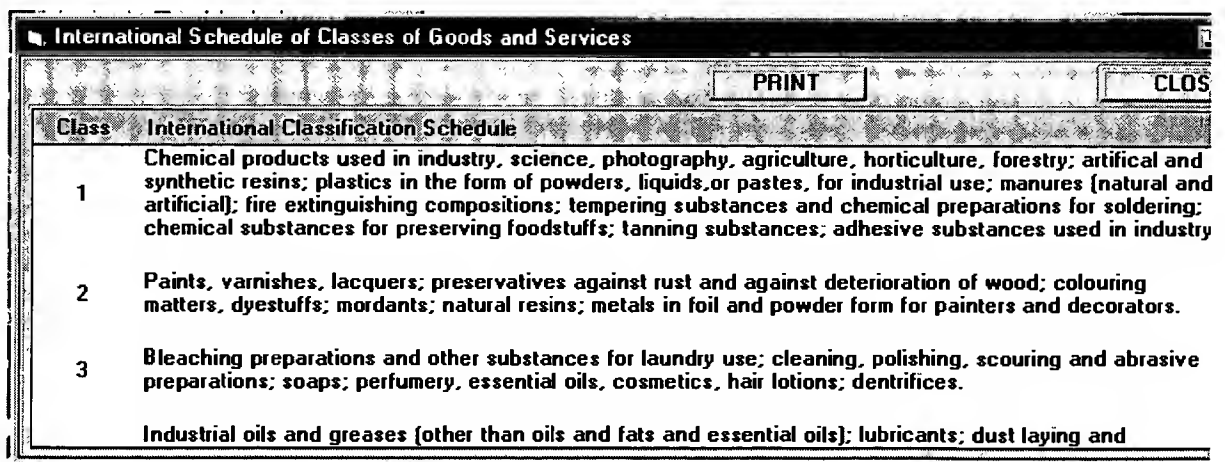 International Schedule of Classes of Goods and Services
PRINT CLOS
Class International Classification Schedule
Chemical products used in industry, science, photography, agriculture, horticulture, forestry; artifical and
1 synthetic resins; plastics in the form of powders, liquids,or pastes, for industrial use; manures (natural and
artificial); fire extinguishing compositions; tempering substances and chemical preparations for soldering;
chemical substances for preserving foodstuffs; tanning substances; adhesive substances used in industry
2 Paints, varnishes, lacquers; preservatives against rust and against deterioration of wood; colouring
matters, dyestuffs; mordants; natural resins; metals in foil and powder form for painters and decorators.
3 Bleaching preparations and other substances for laundry use; cleaning, polishing, scouring and abrasive
preparations; soaps; perfumery, essential oils, cosmetics, hair lotions; dentrifices.
Industrial oils and greases (other than oils and fats and essential oils); lubricants; dust laying and